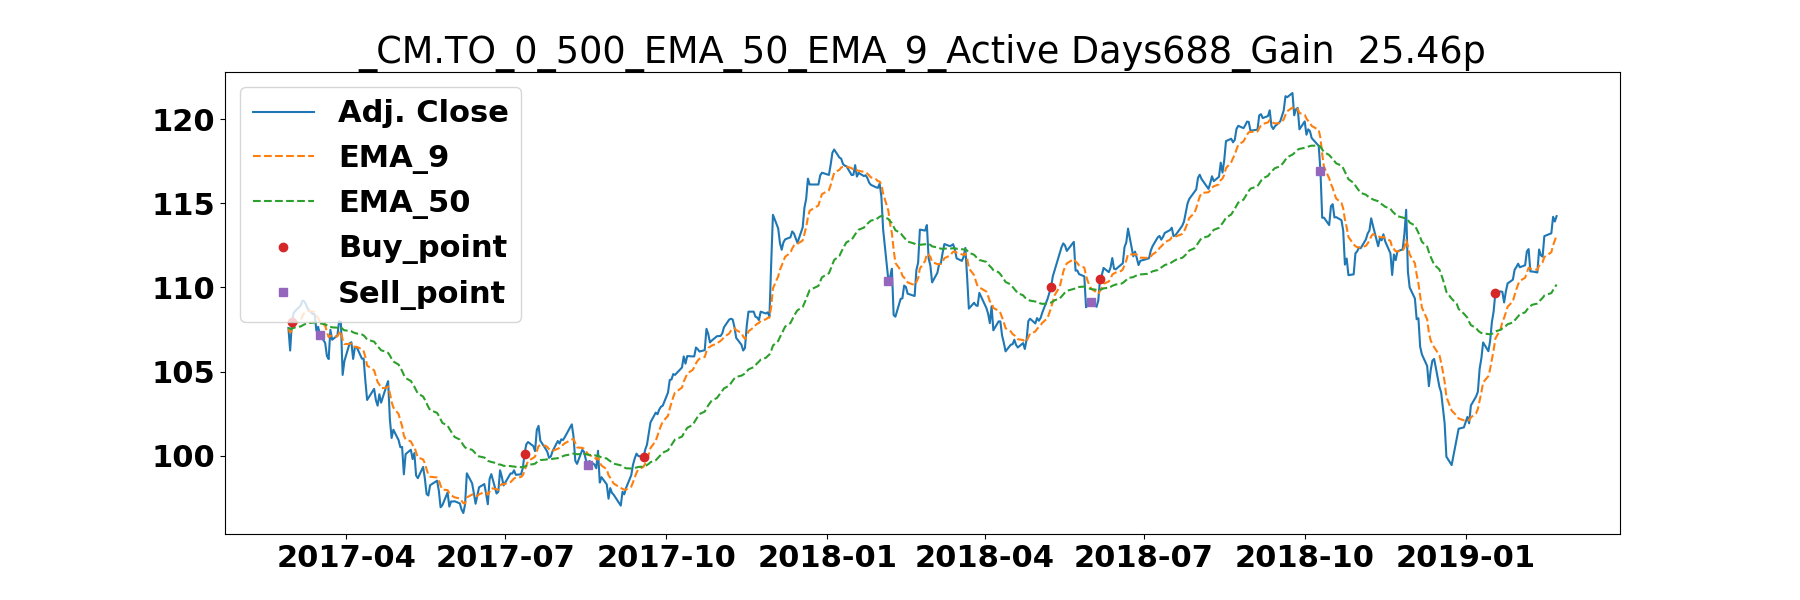 _CM.TO_0_500_EMA_50_EMA_9_Active Days688_Gain  25.46p
Adj. Close
EMA_9
EMA_50
Buy_point
Sell_point
120
115
110
105
100
2017-04 2017-07 2017-10 2018-01 2018-04 2018-07 2018-10 2019-01